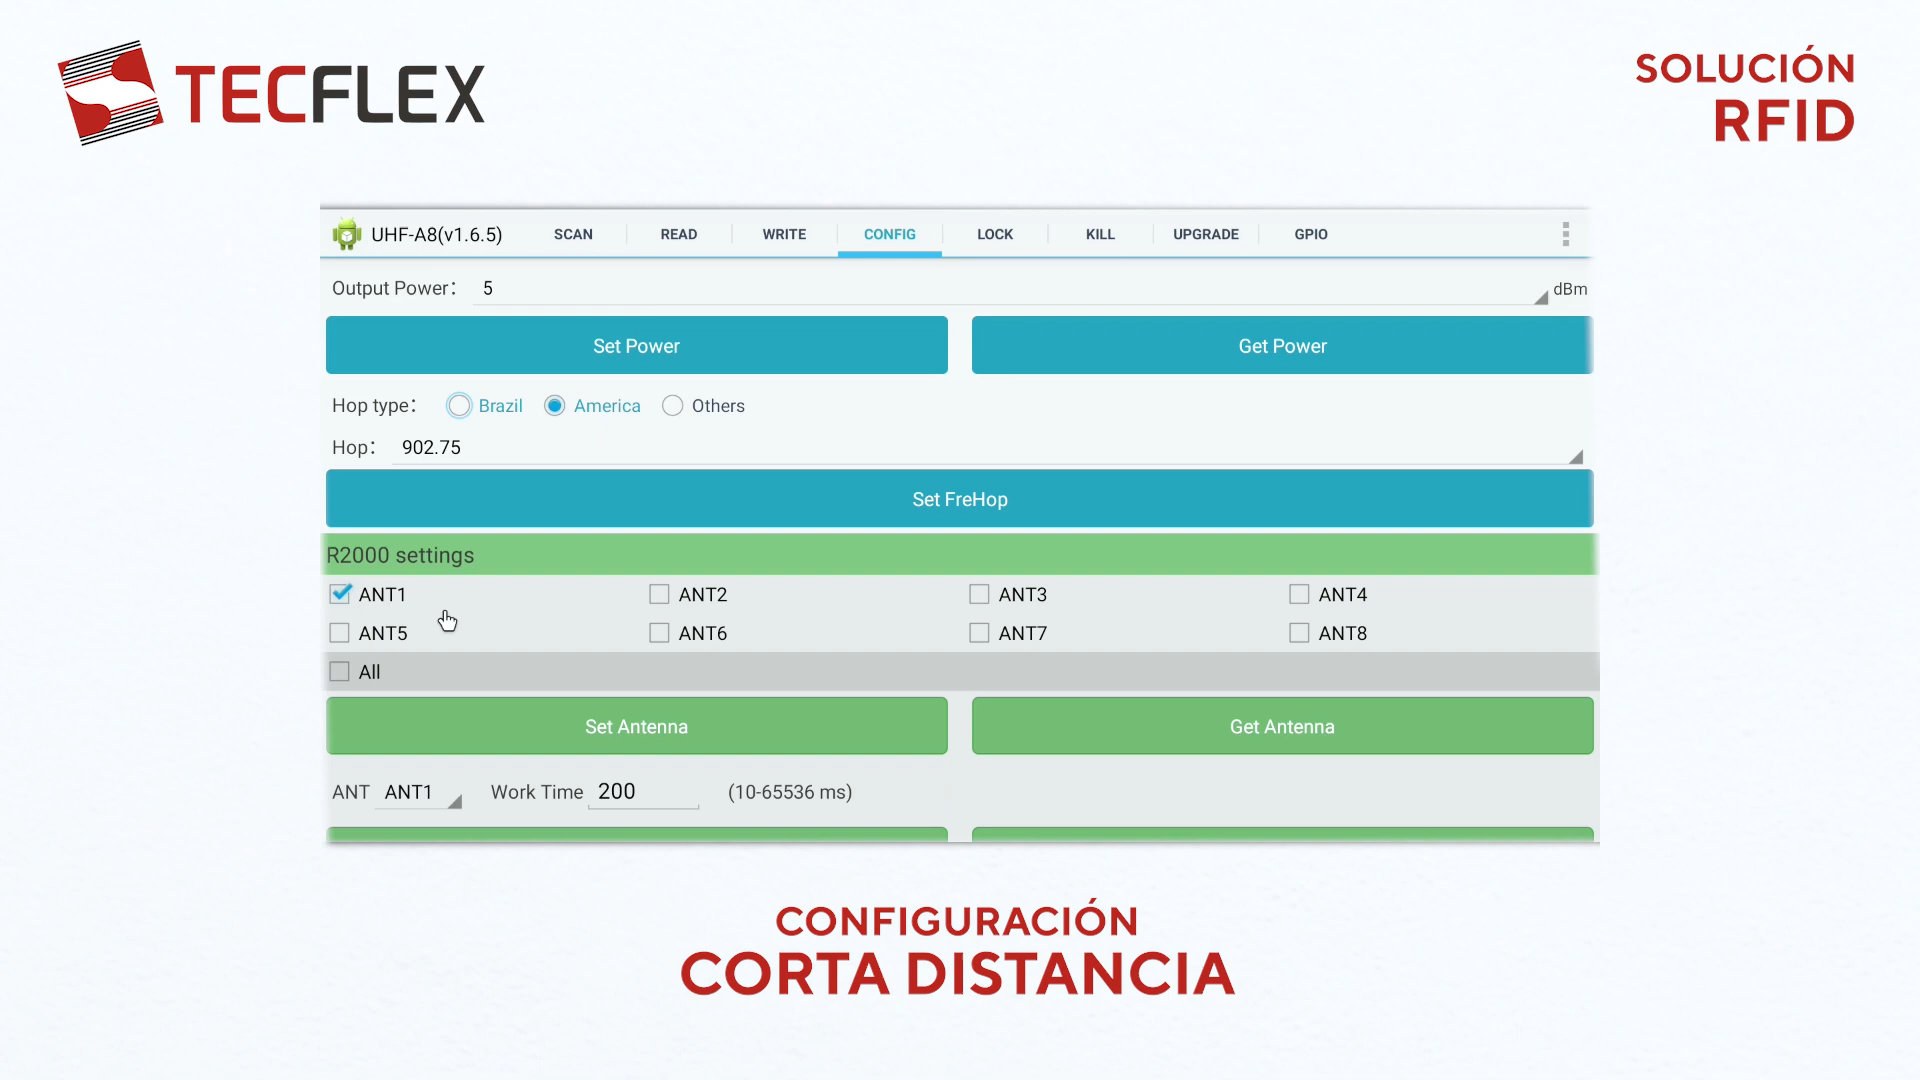 TECFLEX
SOLUCIÓN
RFID
UHF-A8(v1.6.5) SCAN READ WRITE CONFIG LOCK KILL UPGRADE GPIO
Output Power: 5 dBm
Set Power Get Power
Hop type: Brazil America Others
Hop: 902.75
Set FreHop
R2000 settings
ANT1 ANT2 ANT3 ANT4
ANT5 ANT6 ANT7 ANT8
All
Set Antenna Get Antenna
ANT ANT1 Work Time 200 (10-65536 ms)
CONFIGURACIÓN
CORTA DISTANCIA